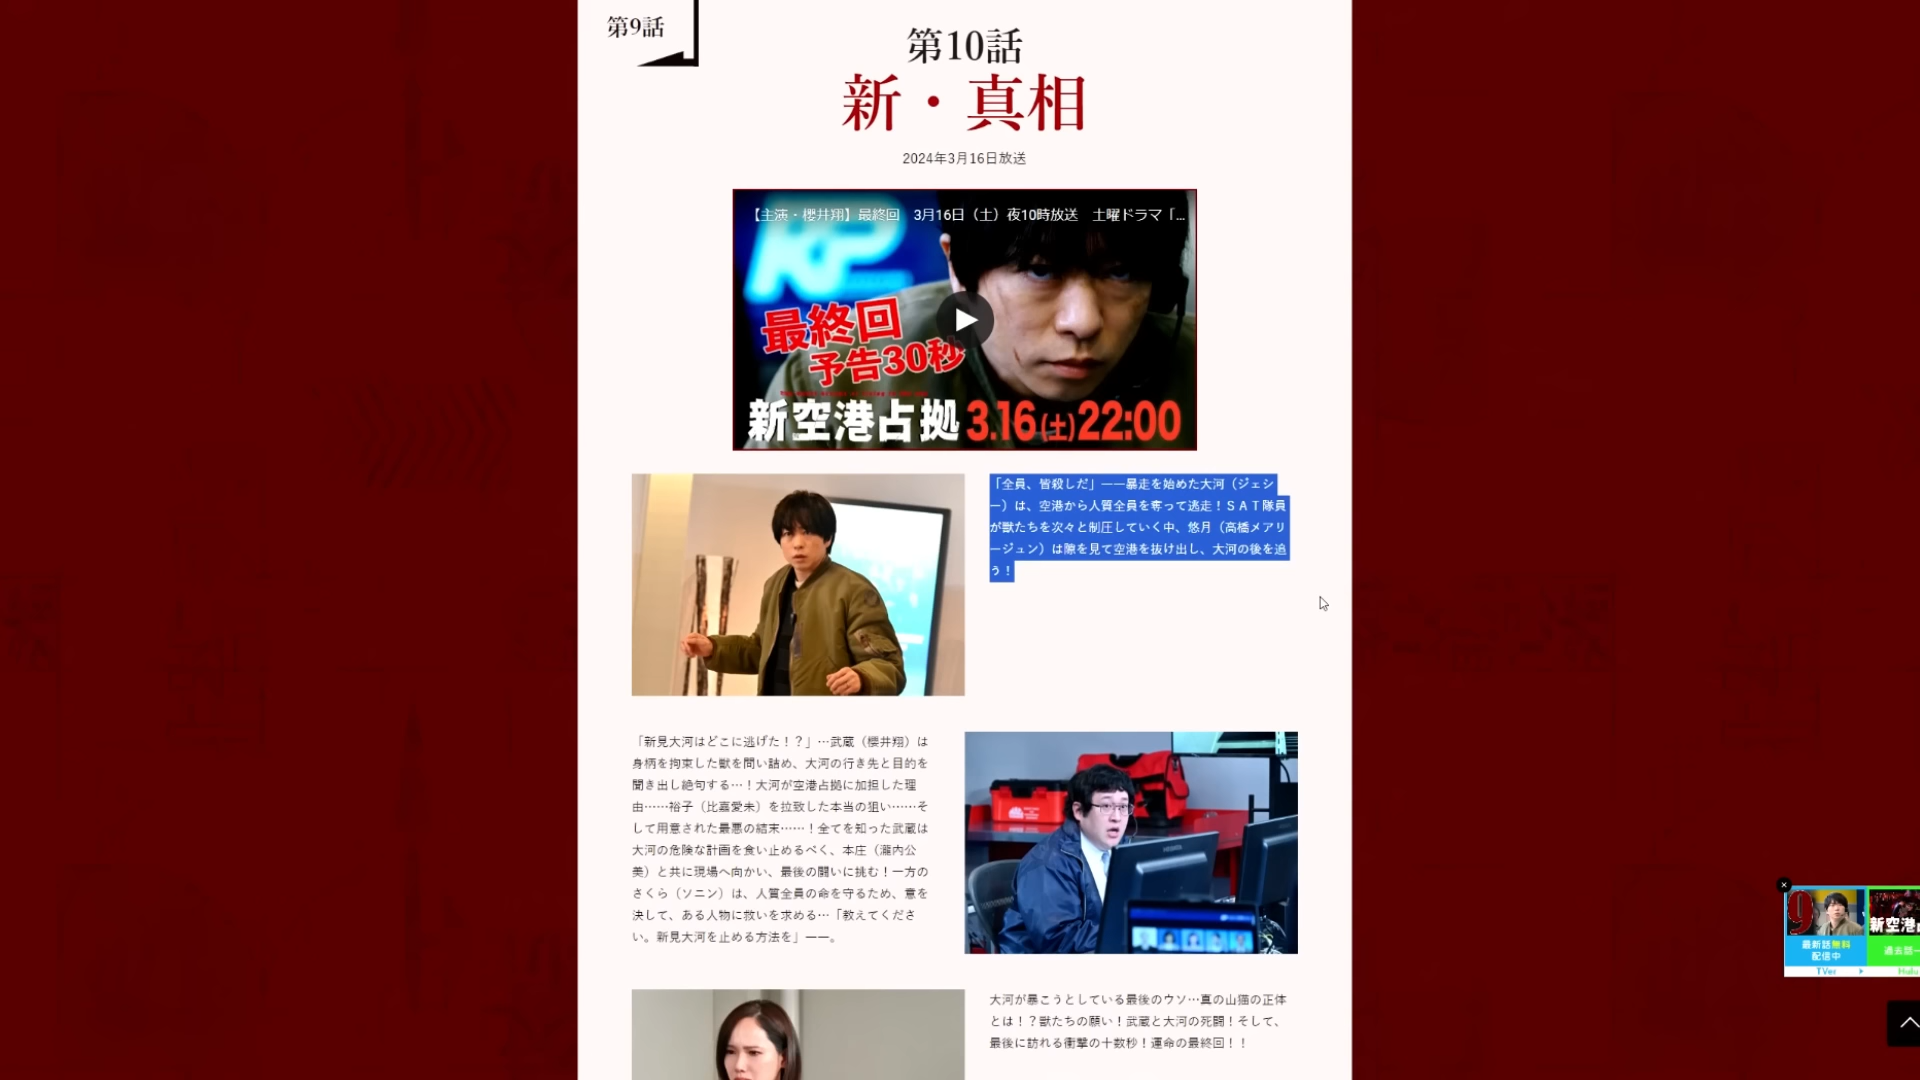 第9話
第10話
新・真相
2024年3月16日放送
【主演・櫻井翔】最終回　3月16日（土）夜10時放送　土曜ドラマ「...
最終回
予告30秒
新空港占拠 3.16(土)22:00
「全員、皆殺しだ」――暴走を始めた大河（ジェシ
ー）は、空港から人質全員を奪って逃走！ＳＡＴ隊員
が獣たちを次々と制圧していく中、悠月（高橋メアリ
ージュン）は隙を見て空港を抜け出し、大河の後を追
う！
「新見大河はどこに逃げた！？」…武蔵（櫻井翔）は
身柄を拘束した獣を問い詰め、大河の行き先と目的を
聞き出し絶句する…！大河が空港占拠に加担した理
由……裕子（比嘉愛未）を拉致した本当の狙い……そ
して用意された最悪の結末……！全てを知った武蔵は
大河の危険な計画を食い止めるべく、本庄（瀧内公
美）と共に現場へ向かい、最後の闘いに挑む！一方の
さくら（ソニン）は、人質全員の命を守るため、意を
決して、ある人物に救いを求める…「教えてくださ
い。新見大河を止める方法を」――。
大河が暴こうとしている最後のウソ…真の山猫の正体
とは！？獣たちの願い！武蔵と大河の死闘！そして、
最後に訪れる衝撃の十数秒！運命の最終回！！
9
新空港
最新話無料
配信中
過去話一
TVer
Hulu